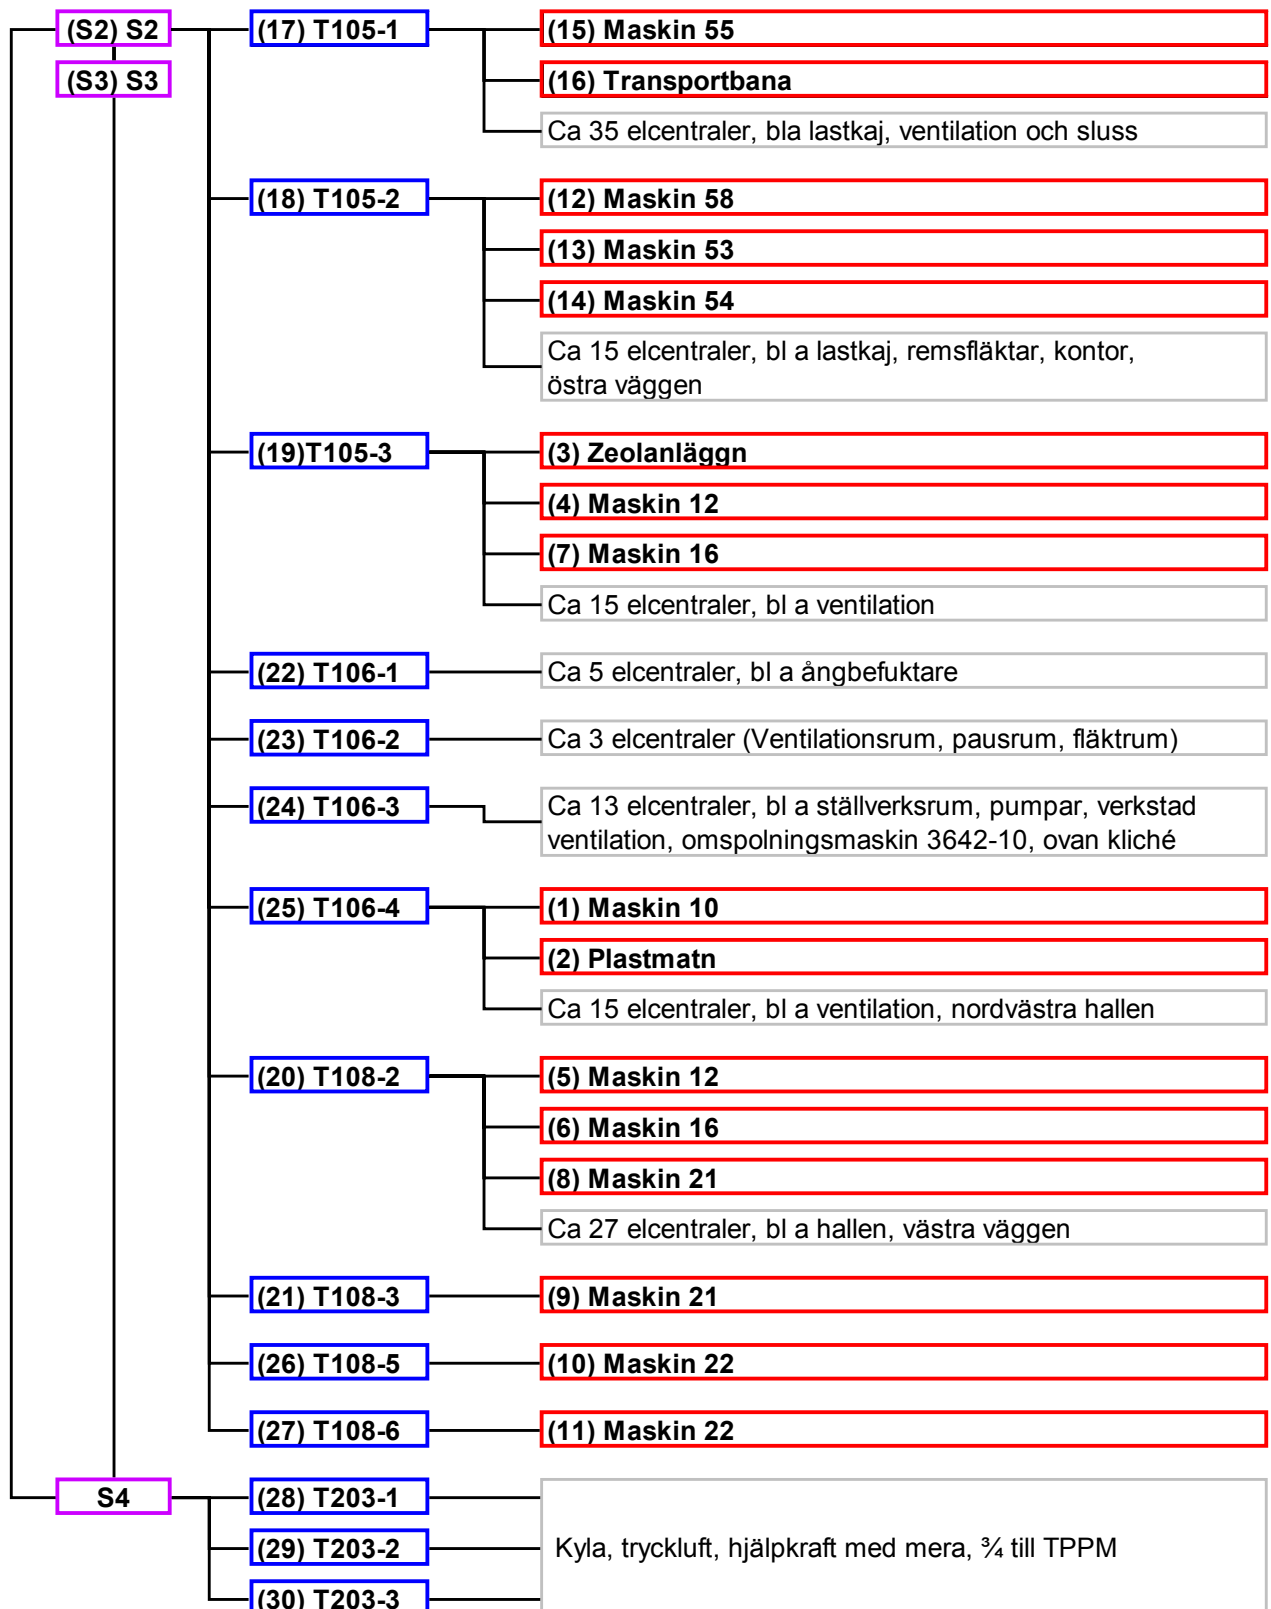 (S2) S2
(17) T105-1
(15) Maskin 55
(S3) S3
(16) Transportbana
Ca 35 elcentraler, bla lastkaj, ventilation och sluss
(18) T105-2
(12) Maskin 58
(13) Maskin 53
(14) Maskin 54
Ca 15 elcentraler, bl a lastkaj, remsfläktar, kontor,
östra väggen
(19)T105-3
(3) Zeolanläggn
(4) Maskin 12
(7) Maskin 16
Ca 15 elcentraler, bl a ventilation
(22) T106-1
Ca 5 elcentraler, bl a ångbefuktare
(23) T106-2
Ca 3 elcentraler (Ventilationsrum, pausrum, fläktrum)
(24) T106-3
Ca 13 elcentraler, bl a ställverksrum, pumpar, verkstad
ventilation, omspolningsmaskin 3642-10, ovan kliché
(25) T106-4
(1) Maskin 10
(2) Plastmatn
Ca 15 elcentraler, bl a ventilation, nordvästra hallen
(20) T108-2
(5) Maskin 12
(6) Maskin 16
(8) Maskin 21
Ca 27 elcentraler, bl a hallen, västra väggen
(21) T108-3
(9) Maskin 21
(26) T108-5
(10) Maskin 22
(27) T108-6
(11) Maskin 22
S4
(28) T203-1
(29) T203-2
Kyla, tryckluft, hjälpkraft med mera, ¾ till TPPM
(30) T203-3